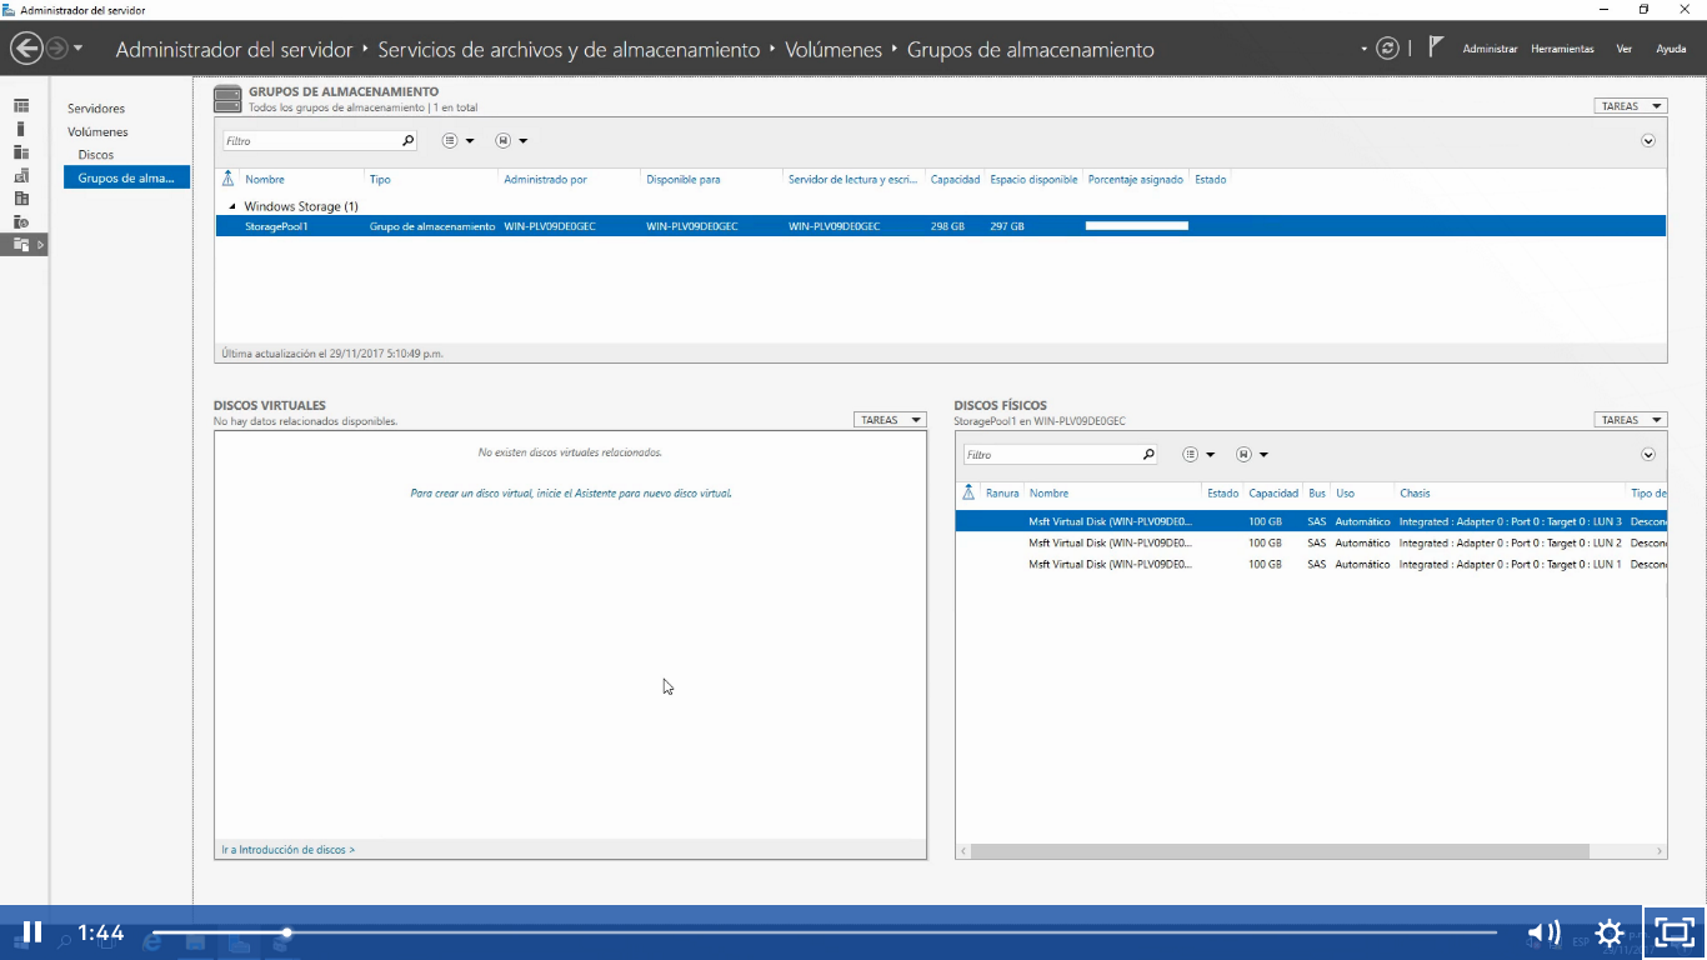 Administrador del servidor
Administrador del servidor ‣ Servicios de archivos y de almacenamiento ‣ Volúmenes ‣ Grupos de almacenamiento
Administrar Herramientas Ver Ayuda
Servidores
Volúmenes
Discos
Grupos de alma...
GRUPOS DE ALMACENAMIENTO
Todos los grupos de almacenamiento | 1 en total
TAREAS
Filtro
Nombre Tipo Administrado por Disponible para Servidor de lectura y escri... Capacidad Espacio disponible Porcentaje asignado Estado
Windows Storage (1)
StoragePool1 Grupo de almacenamiento WIN-PLV09DE0GEC WIN-PLV09DE0GEC WIN-PLV09DE0GEC 298 GB 297 GB
Última actualización el 29/11/2017 5:10:49 p.m.
DISCOS VIRTUALES
No hay datos relacionados disponibles.
TAREAS
No existen discos virtuales relacionados.
Para crear un disco virtual, inicie el Asistente para nuevo disco virtual.
Ir a Introducción de discos >
DISCOS FÍSICOS
StoragePool1 en WIN-PLV09DE0GEC
TAREAS
Filtro
Ranura Nombre Estado Capacidad Bus Uso Chasis Tipo de
Msft Virtual Disk (WIN-PLV09DE0... 100 GB SAS Automático Integrated : Adapter 0 : Port 0 : Target 0 : LUN 3 Descon
Msft Virtual Disk (WIN-PLV09DE0... 100 GB SAS Automático Integrated : Adapter 0 : Port 0 : Target 0 : LUN 2 Descon
Msft Virtual Disk (WIN-PLV09DE0... 100 GB SAS Automático Integrated : Adapter 0 : Port 0 : Target 0 : LUN 1 Descon
1:44
ESP